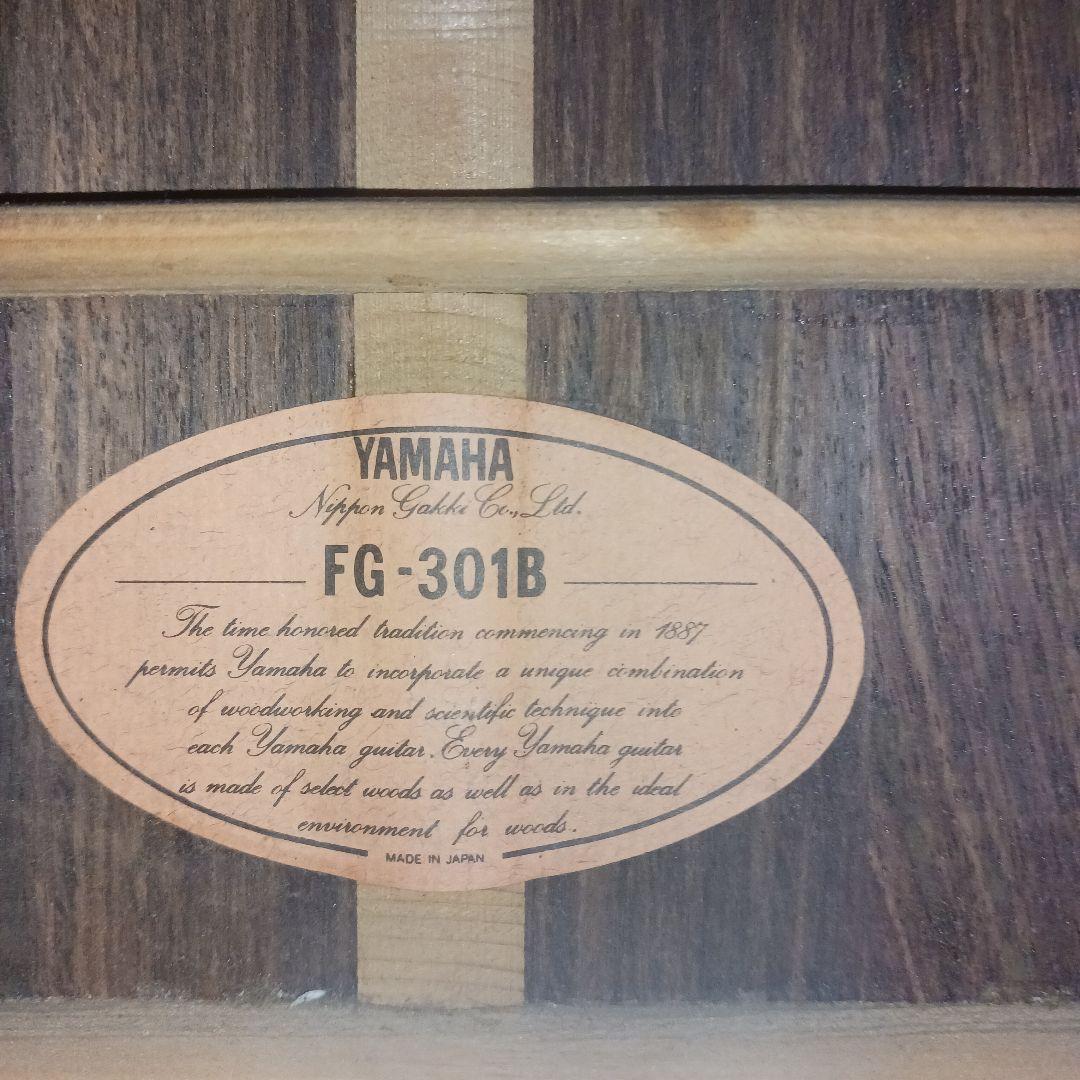 YAMAHA
Nippon Gakki Co., Ltd.
FG-301B
The time honored tradition commencing in 1887
permits Yamaha to incorporate a unique combination
of woodworking and scientific technique into
each Yamaha guitar. Every Yamaha guitar
is made of select woods as well as in the ideal
environment for woods.
MADE IN JAPAN